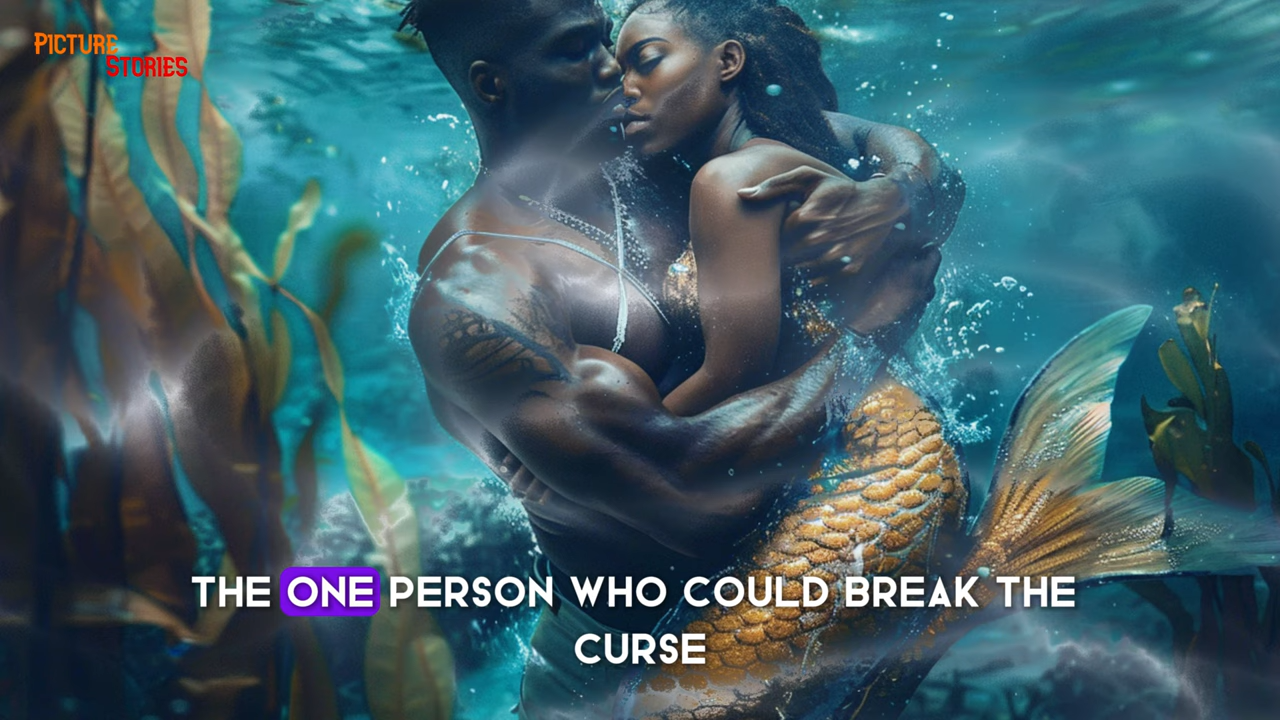 PICTURE
STORIES
THE ONE PERSON WHO COULD BREAK THE
CURSE